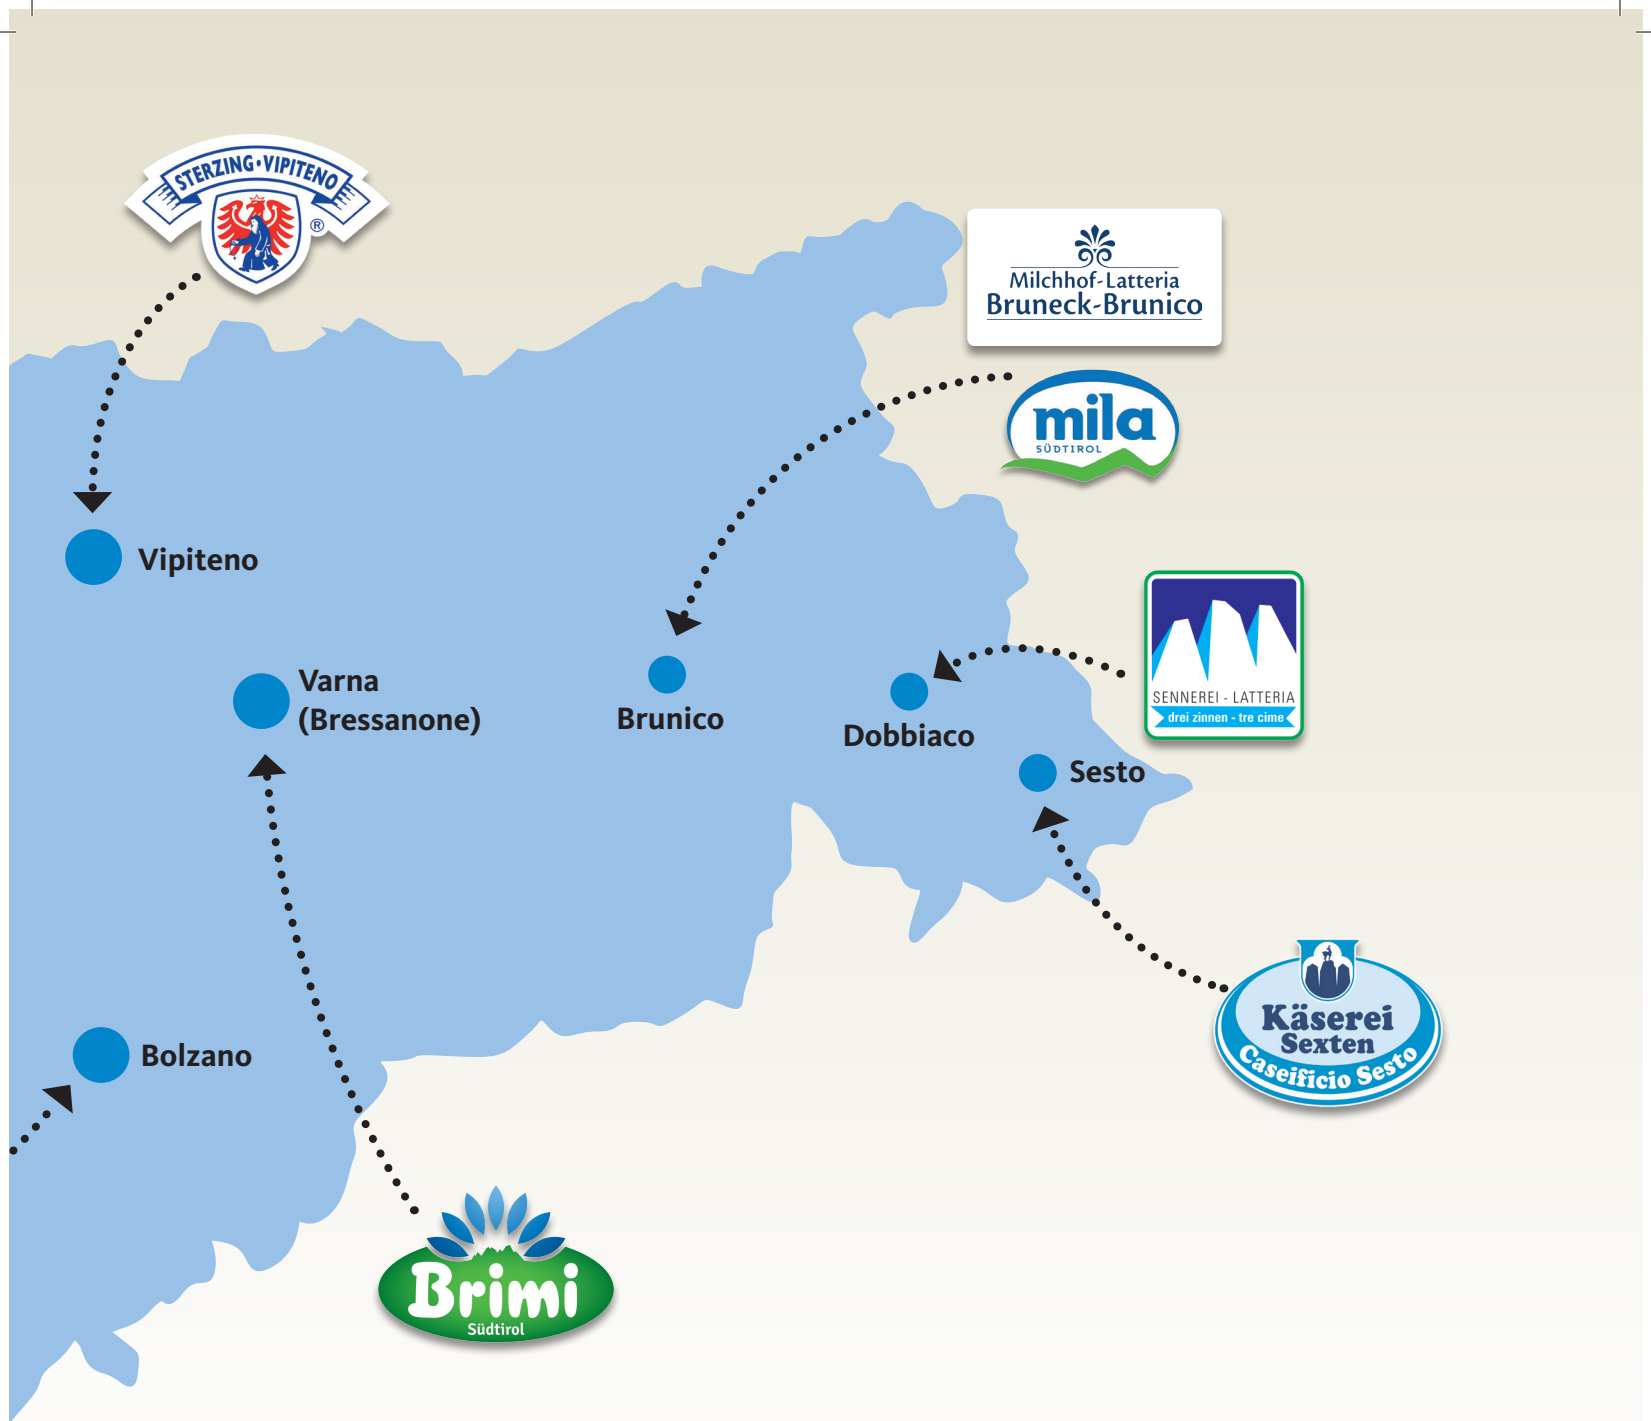 STERZING·VIPITENO
®
Milchhof-Latteria
Bruneck-Brunico
mila
SÜDTIROL
Vipiteno
SENNEREI - LATTERIA
drei zinnen - tre cime
Varna
(Bressanone)
Brunico
Dobbiaco
Sesto
Käserei
Sexten
Caseificio Sesto
Bolzano
Brimi
Südtirol